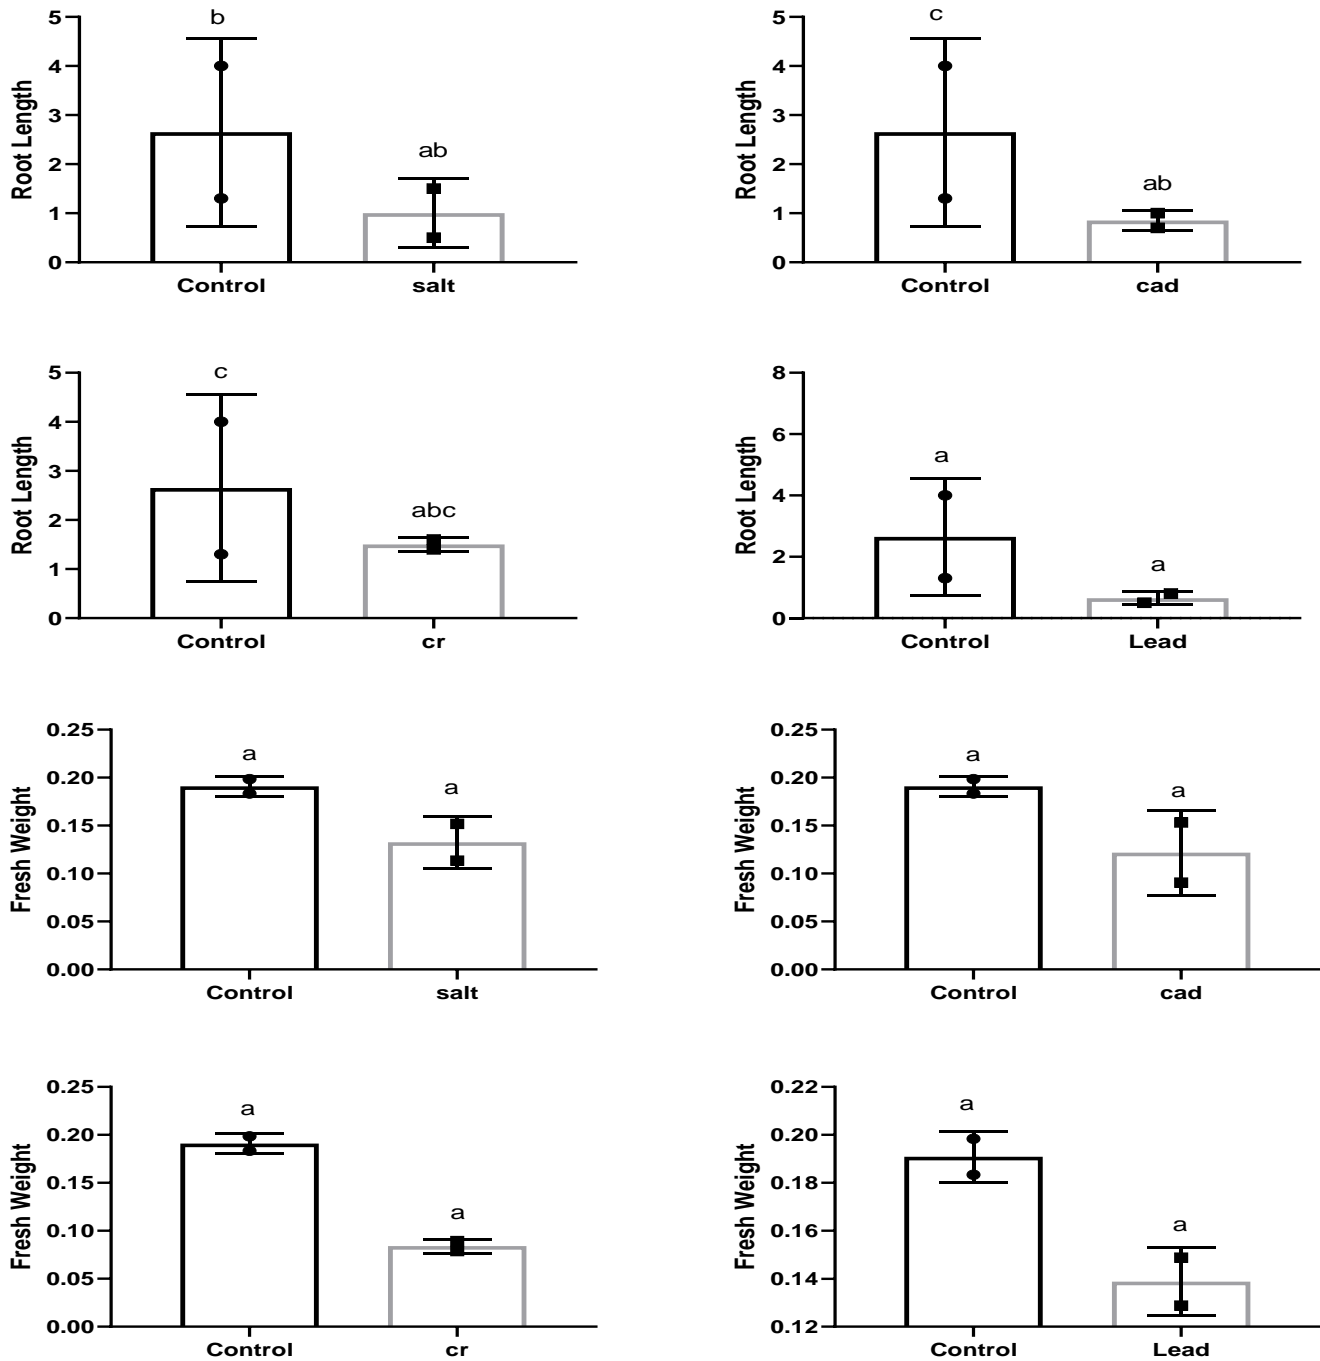 Root Length
5
4
3
2
1
0
b
ab
Control
salt
Root Length
5
4
3
2
1
0
c
ab
Control
cad
Root Length
5
4
3
2
1
0
c
abc
Control
cr
Root Length
8
6
4
2
0
a
a
Control
Lead
Fresh Weight
0.25
0.20
0.15
0.10
0.05
0.00
a
a
Control
salt
Fresh Weight
0.25
0.20
0.15
0.10
0.05
0.00
a
a
Control
cad
Fresh Weight
0.25
0.20
0.15
0.10
0.05
0.00
a
a
Control
cr
Fresh Weight
0.22
0.20
0.18
0.16
0.14
0.12
a
a
Control
Lead